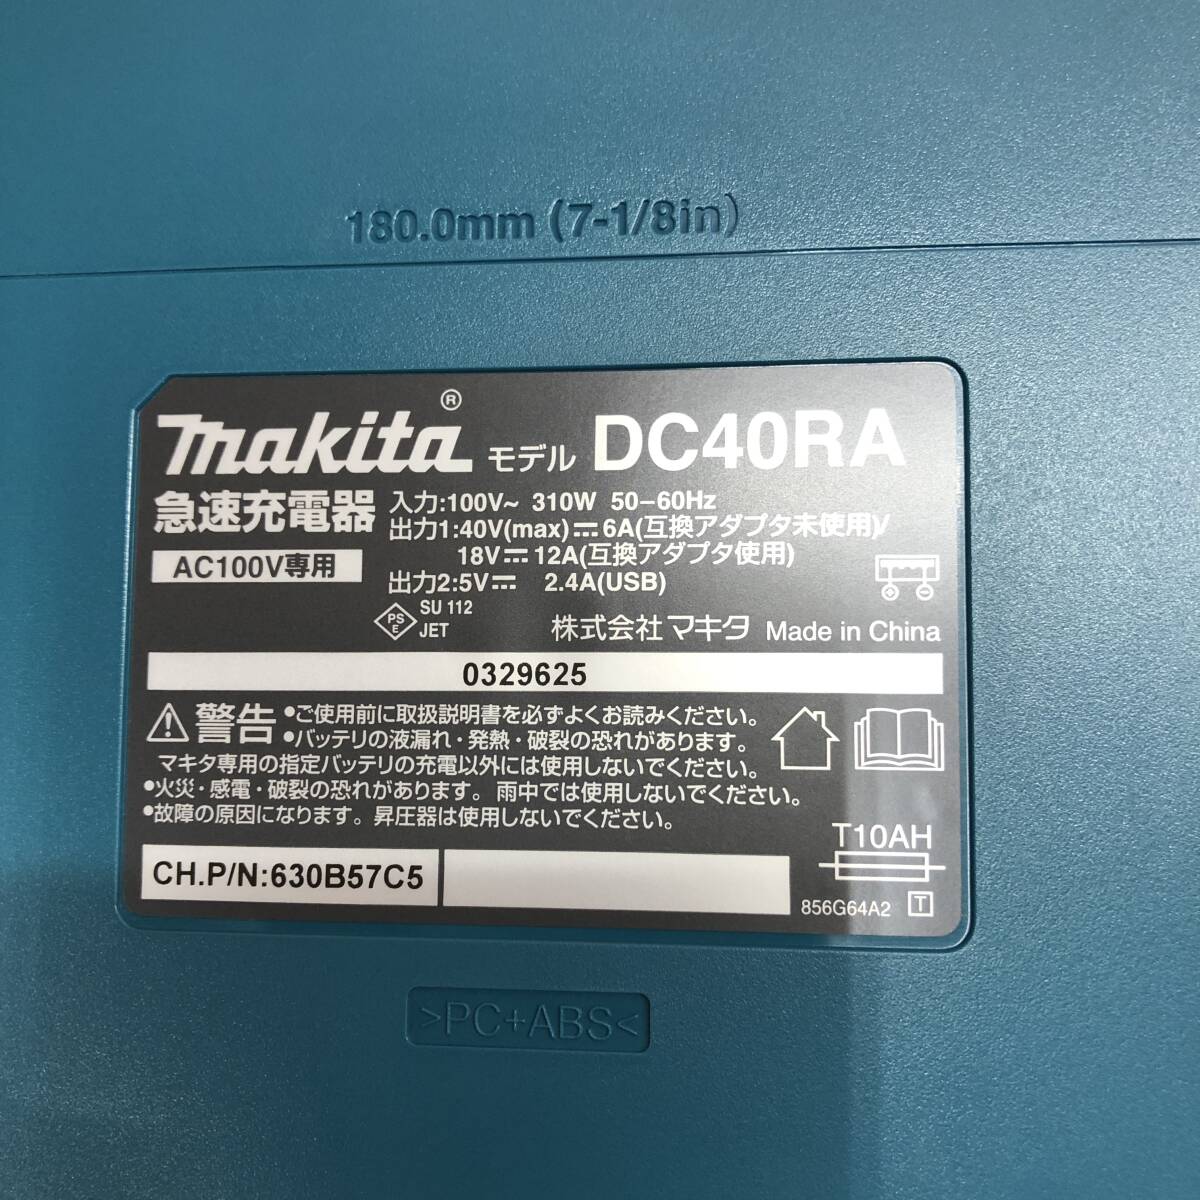 180.0mm (7-1/8in)
makita® モデル DC40RA
急速充電器
AC100V専用
入力:100V~ 310W 50-60Hz
出力1:40V(max)⎓6A(互換アダプタ未使用)/
18V⎓12A(互換アダプタ使用)
出力2:5V⎓ 2.4A(USB)
PS
E
SU 112
JET
株式会社マキタ Made in China
0329625
⚠警告 •ご使用前に取扱説明書を必ずよくお読みください。
•バッテリの液漏れ・発熱・破裂の恐れがあります。
マキタ専用の指定バッテリの充電以外には使用しないでください。
•火災・感電・破裂の恐れがあります。雨中では使用しないでください。
•故障の原因になります。昇圧器は使用しないでください。
T10AH
CH.P/N:630B57C5
856G64A2 T
>PC+ABS<